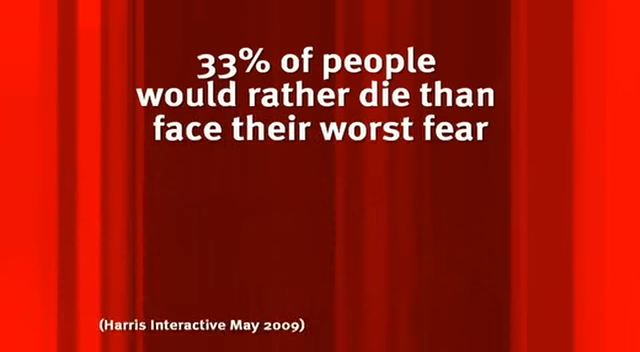 33% of people
would rather die than
face their worst fear
(Harris Interactive May 2009)